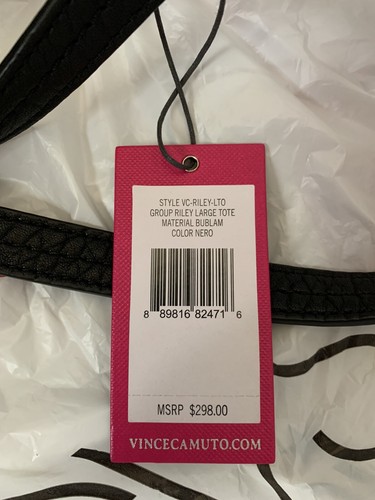 STYLE VC-RILEY-LTO
GROUP RILEY LARGE TOTE
MATERIAL BUBLAM
COLOR NERO
8 89816 82471 6
MSRP $298.00
VINCECAMUTO.COM